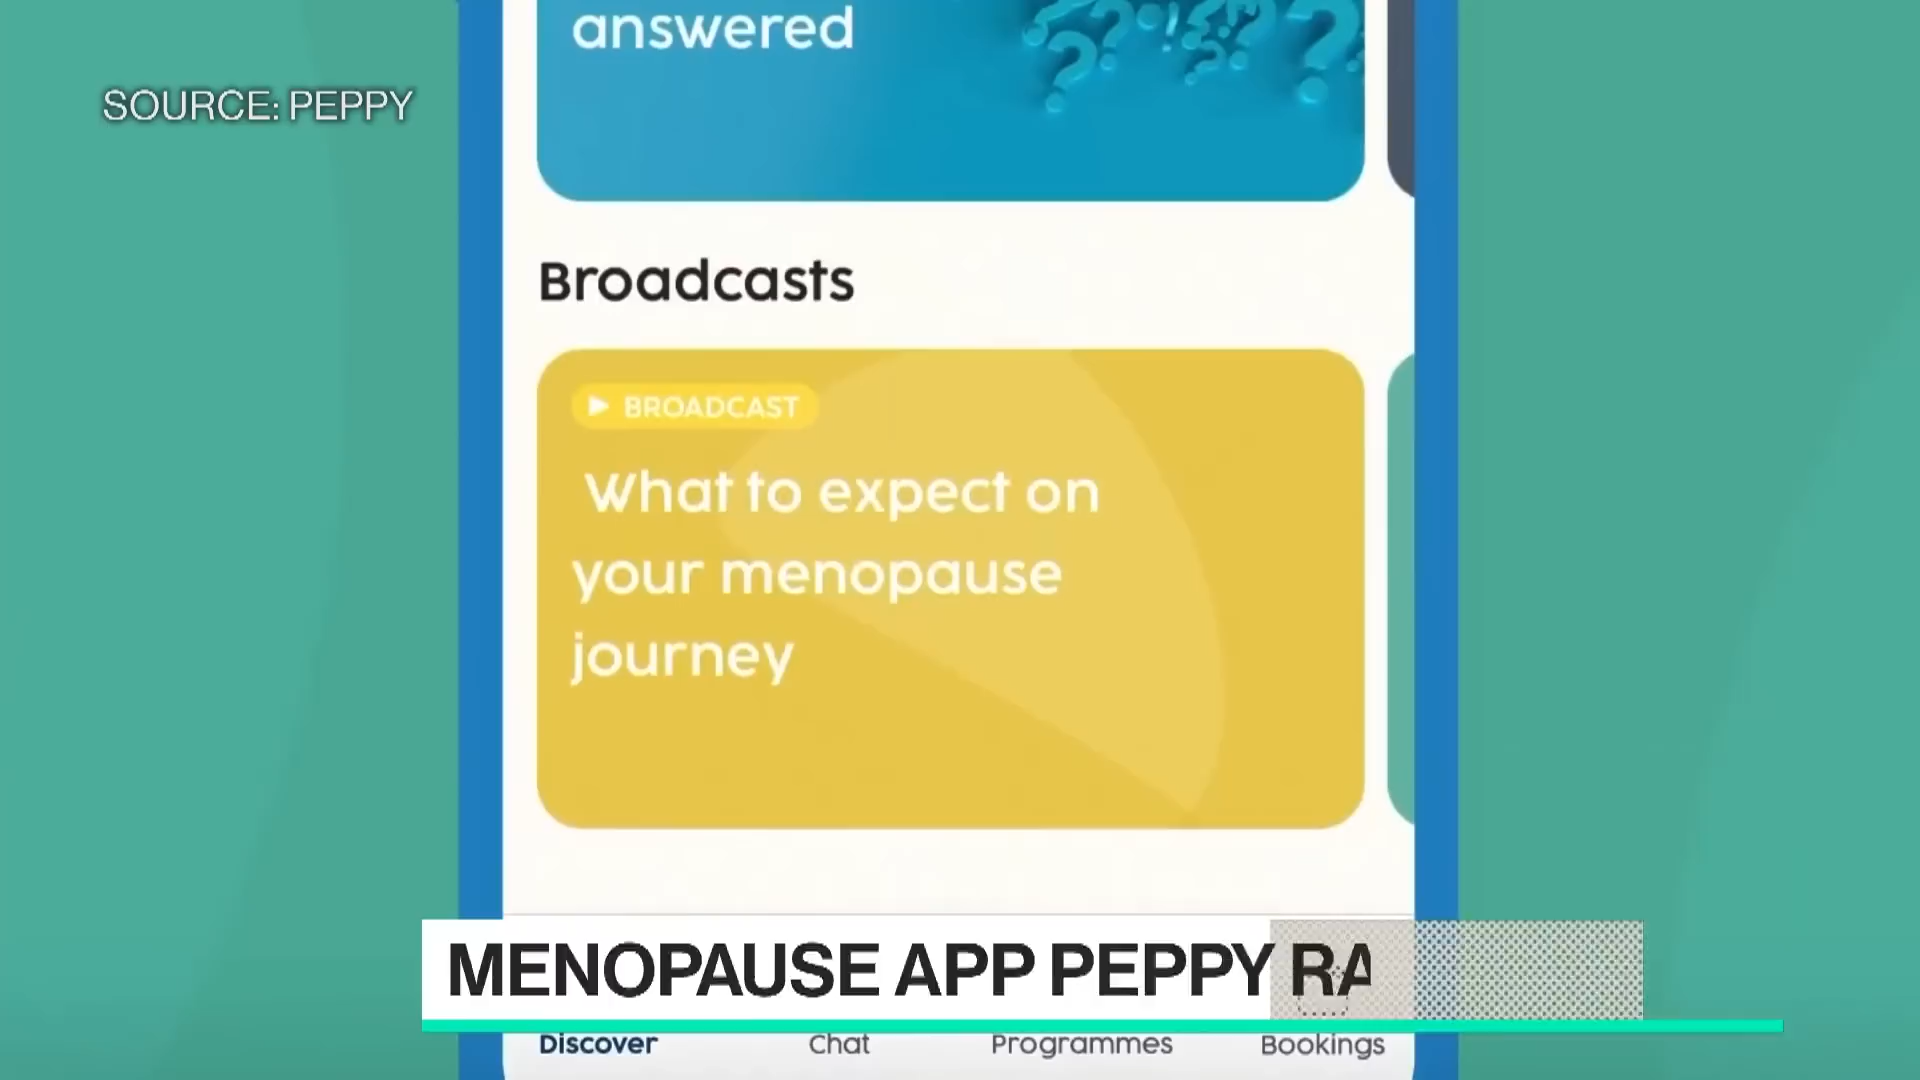 answered
SOURCE: PEPPY
Broadcasts
BROADCAST
What to expect on
your menopause
journey
MENOPAUSE APP PEPPY RA
Discover Chat Programmes Bookings